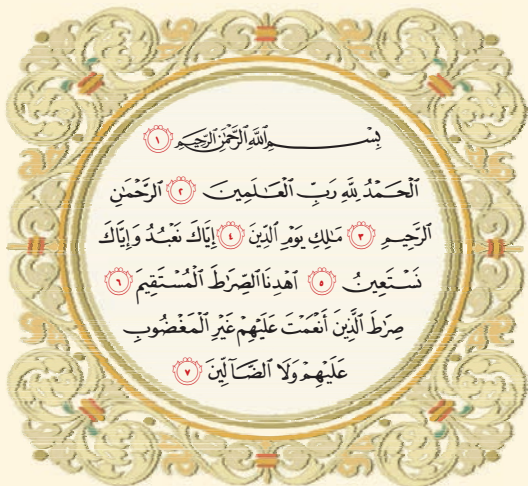 بِسْمِ ٱللَّهِ ٱلرَّحْمَٰنِ ٱلرَّحِيمِ ١
ٱلْحَمْدُ لِلَّهِ رَبِّ ٱلْعَٰلَمِينَ ٢ ٱلرَّحْمَٰنِ
ٱلرَّحِيمِ ٣ مَٰلِكِ يَوْمِ ٱلدِّينِ ٤ إِيَّاكَ نَعْبُدُ وَإِيَّاكَ
نَسْتَعِينُ ٥ ٱهْدِنَا ٱلصِّرَٰطَ ٱلْمُسْتَقِيمَ ٦
صِرَٰطَ ٱلَّذِينَ أَنْعَمْتَ عَلَيْهِمْ غَيْرِ ٱلْمَغْضُوبِ
عَلَيْهِمْ وَلَا ٱلضَّآلِّينَ ٧